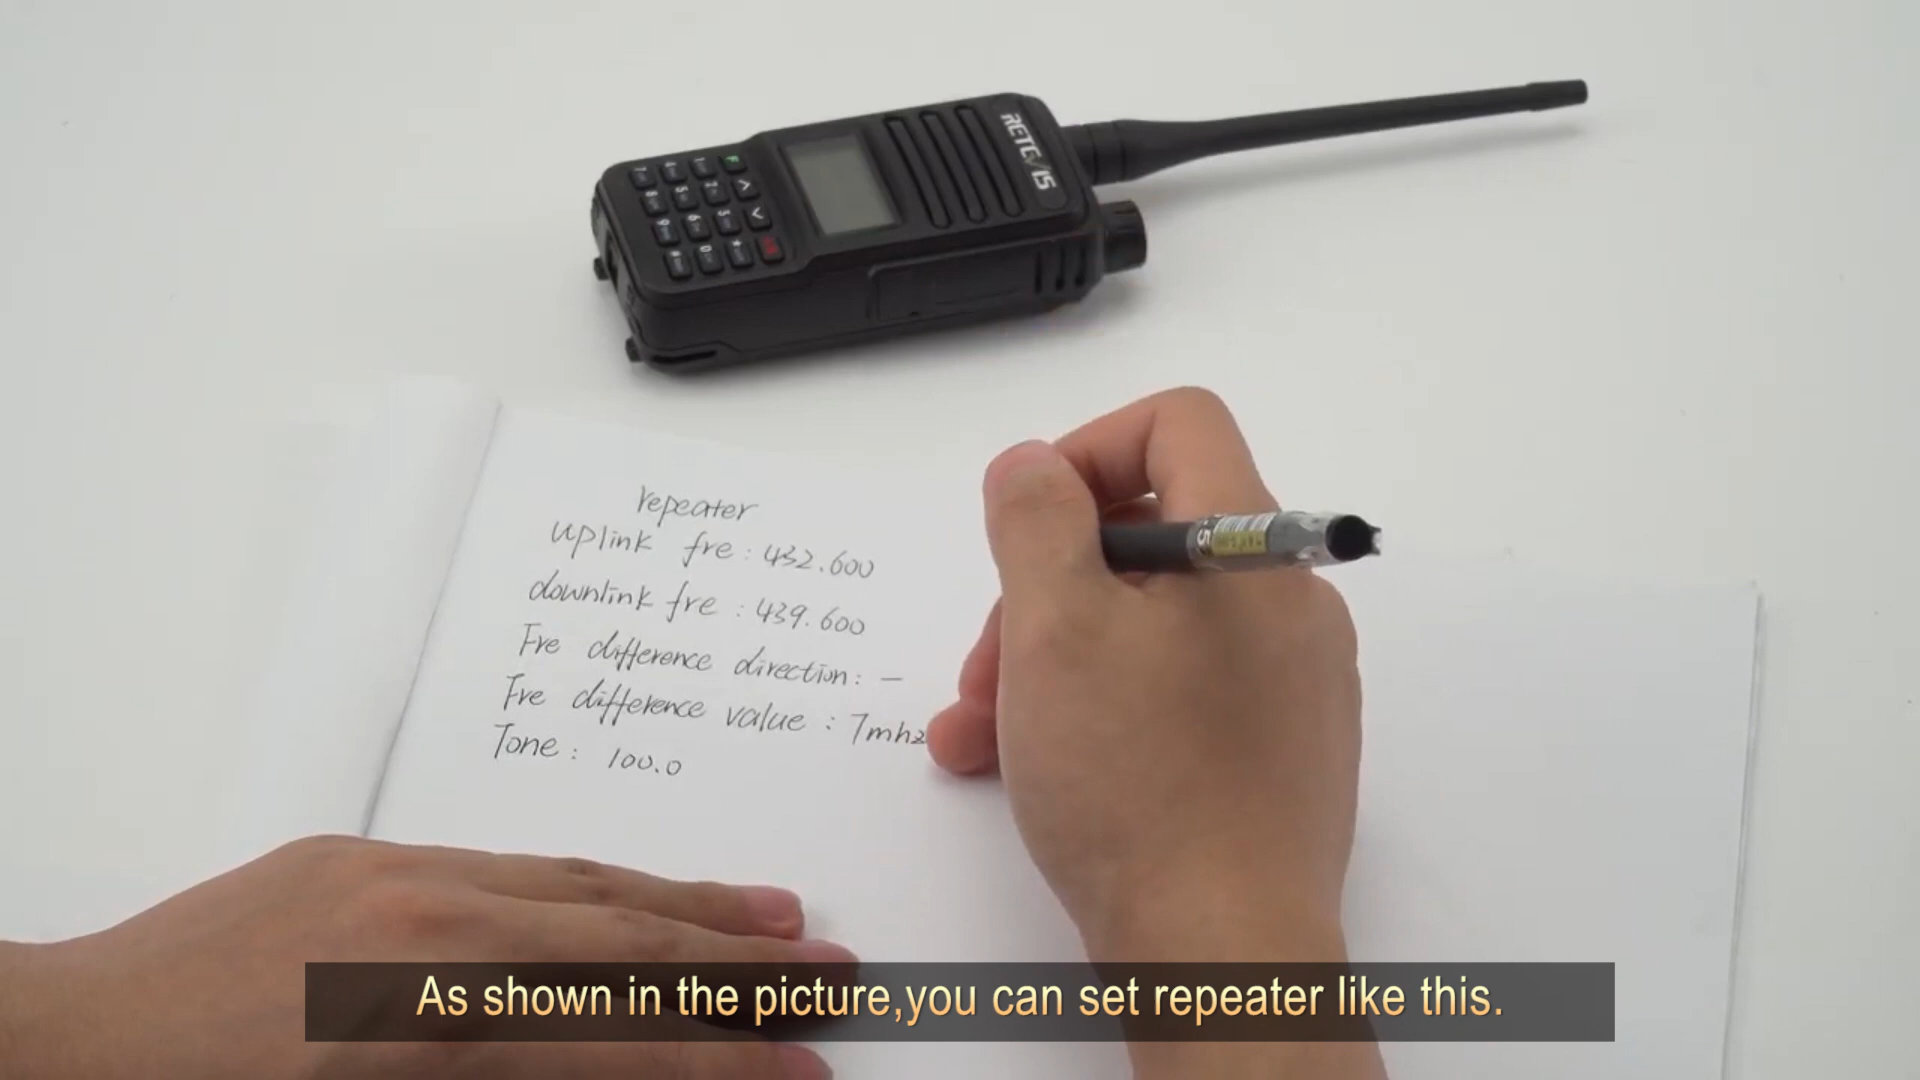 RETEVIS
repeater
uplink fre : 432.600
downlink fre : 439.600
Fre difference direction: —
Fre difference value : 7mhz
Tone : 100.0
As shown in the picture,you can set repeater like this.